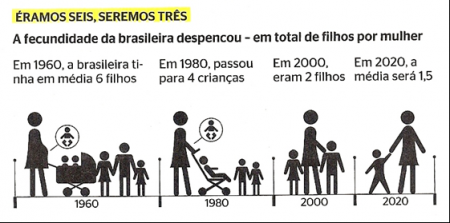 ÉRAMOS SEIS, SEREMOS TRÊS
A fecundidade da brasileira despencou – em total de filhos por mulher
Em 1960, a brasileira ti-
nha em média 6 filhos
Em 1980, passou
para 4 crianças
Em 2000,
eram 2 filhos
Em 2020, a
média será 1,5
1960
1980
2000
2020